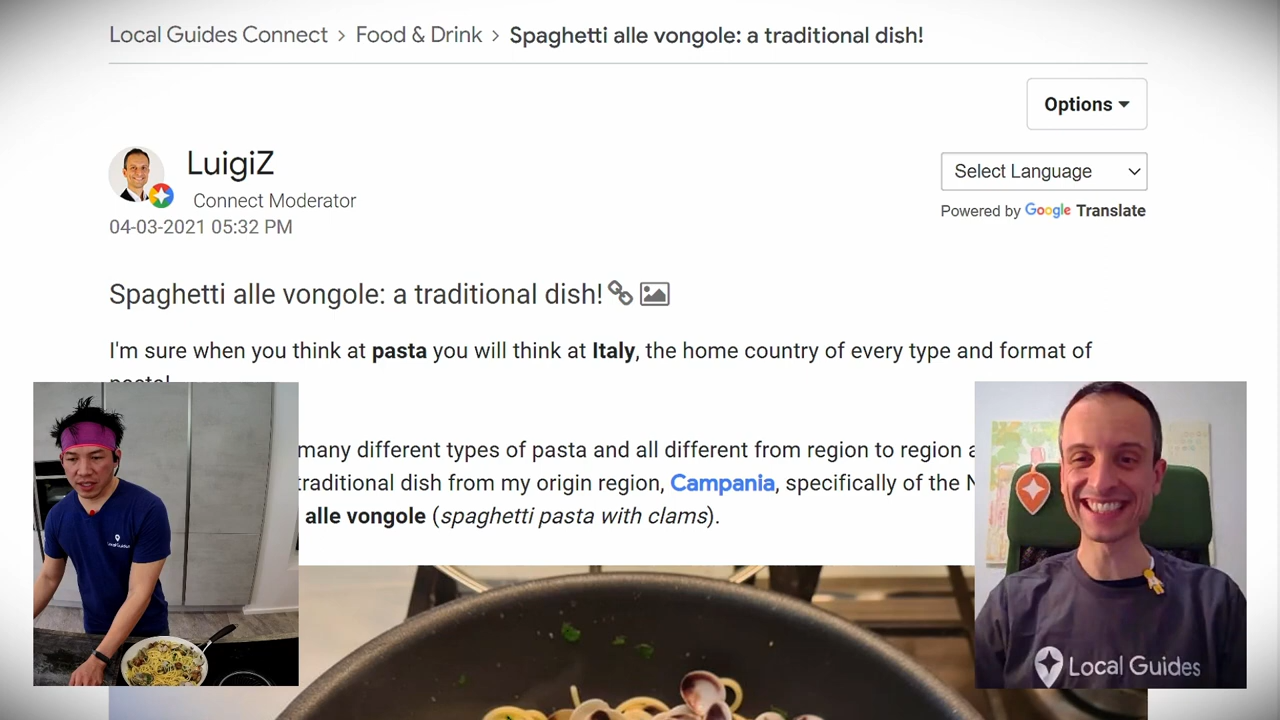 Local Guides Connect > Food & Drink > Spaghetti alle vongole: a traditional dish!
Options
LuigiZ
Connect Moderator
04-03-2021 05:32 PM
Select Language
Powered by Google Translate
Spaghetti alle vongole: a traditional dish!
I'm sure when you think at pasta you will think at Italy, the home country of every type and format of
many different types of pasta and all different from region to region
traditional dish from my origin region, Campania, specifically of the
alle vongole (spaghetti pasta with clams).
Local Guides
Local Guides